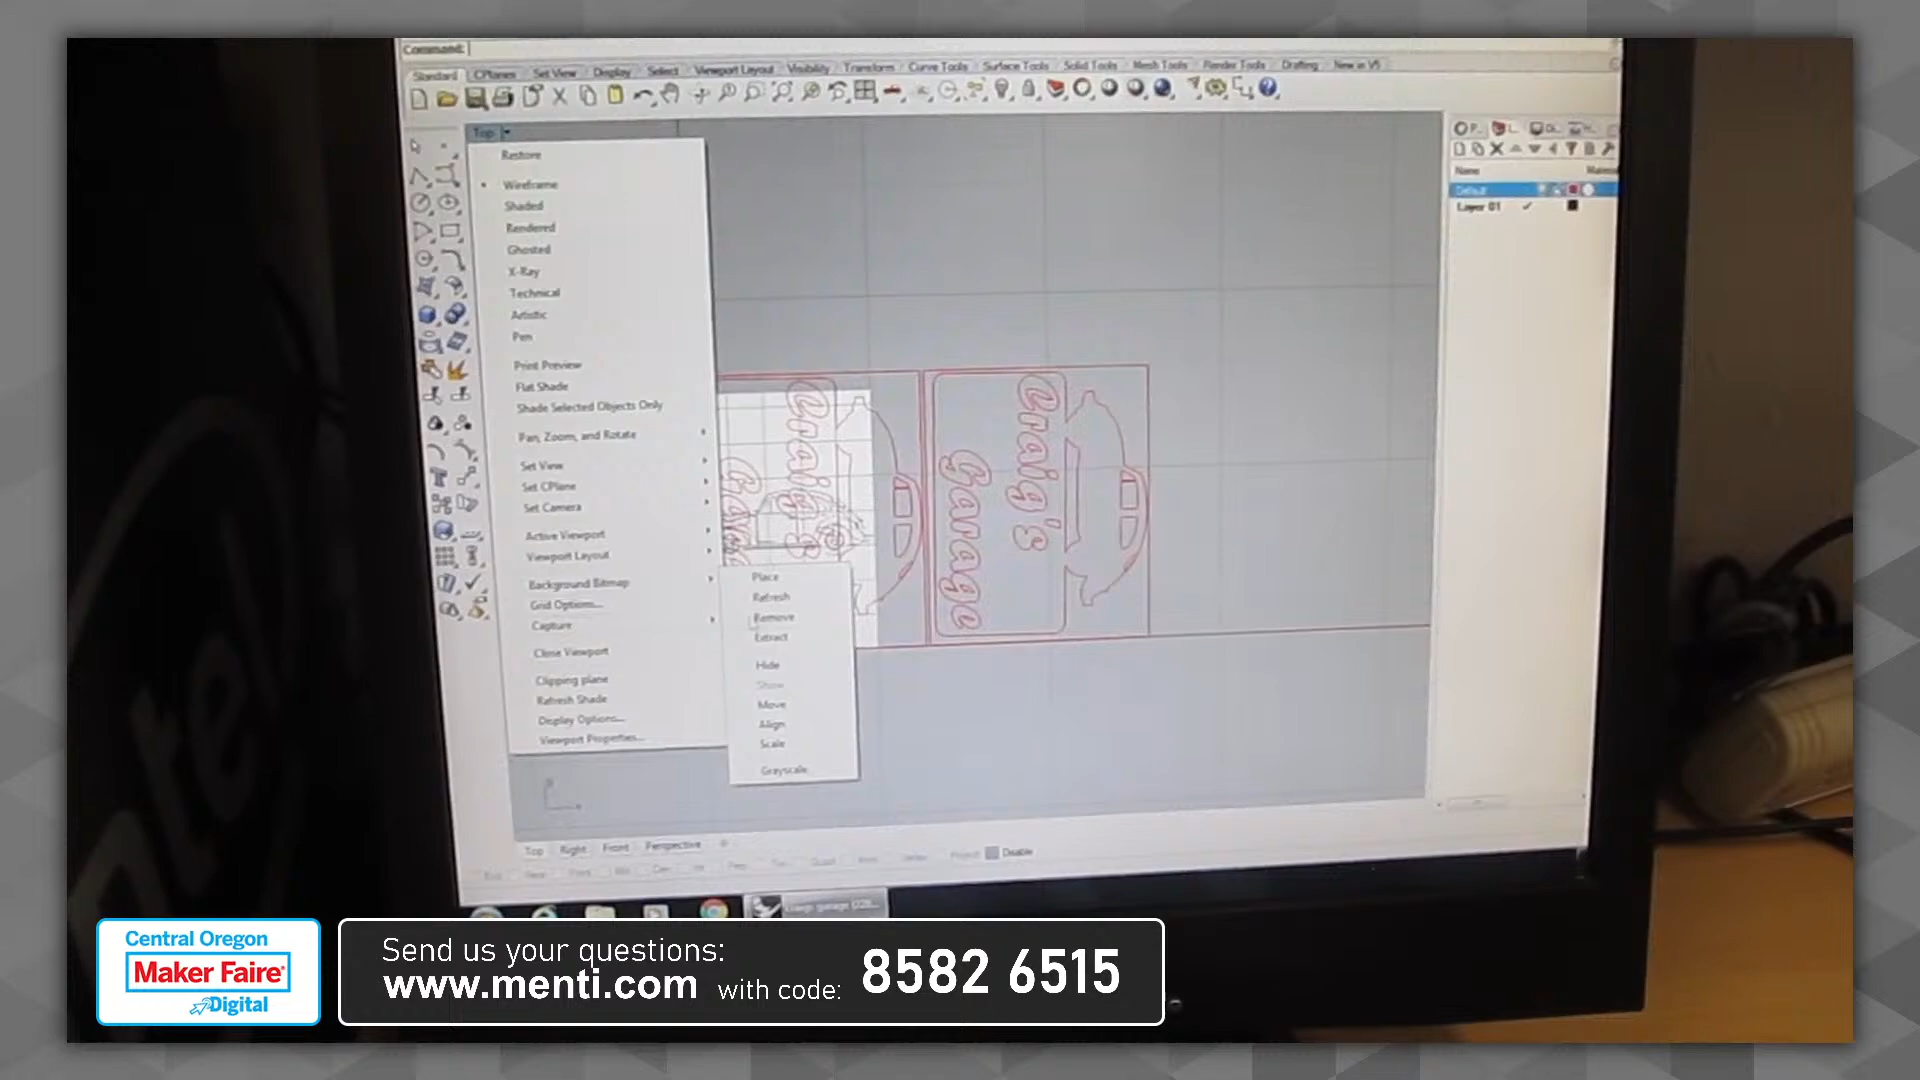 Command:
Standard CPlanes Set View Display Select Viewport Layout Visibility Transform Curve Tools Surface Tools Solid Tools Mesh Tools Render Tools Drafting New in V5
Top
Restore
Wireframe
Shaded
Rendered
Ghosted
X-Ray
Technical
Artistic
Pen
Print Preview
Flat Shade
Shade Selected Objects Only
Pan, Zoom, and Rotate
Set View
Set CPlane
Set Camera
Active Viewport
Viewport Layout
Background Bitmap
Grid Options...
Capture
Close Viewport
Clipping plane
Refresh Shade
Display Options...
Viewport Properties...
Place
Refresh
Remove
Extract
Hide
Show
Move
Align
Scale
Grayscale
Craig's
Garage
Craig's
Garage
Name Material
Default
Layer 01
Top Right Front Perspective
Disable
Central Oregon
Maker Faire
Digital
Send us your questions:
www.menti.com with code: 8582 6515